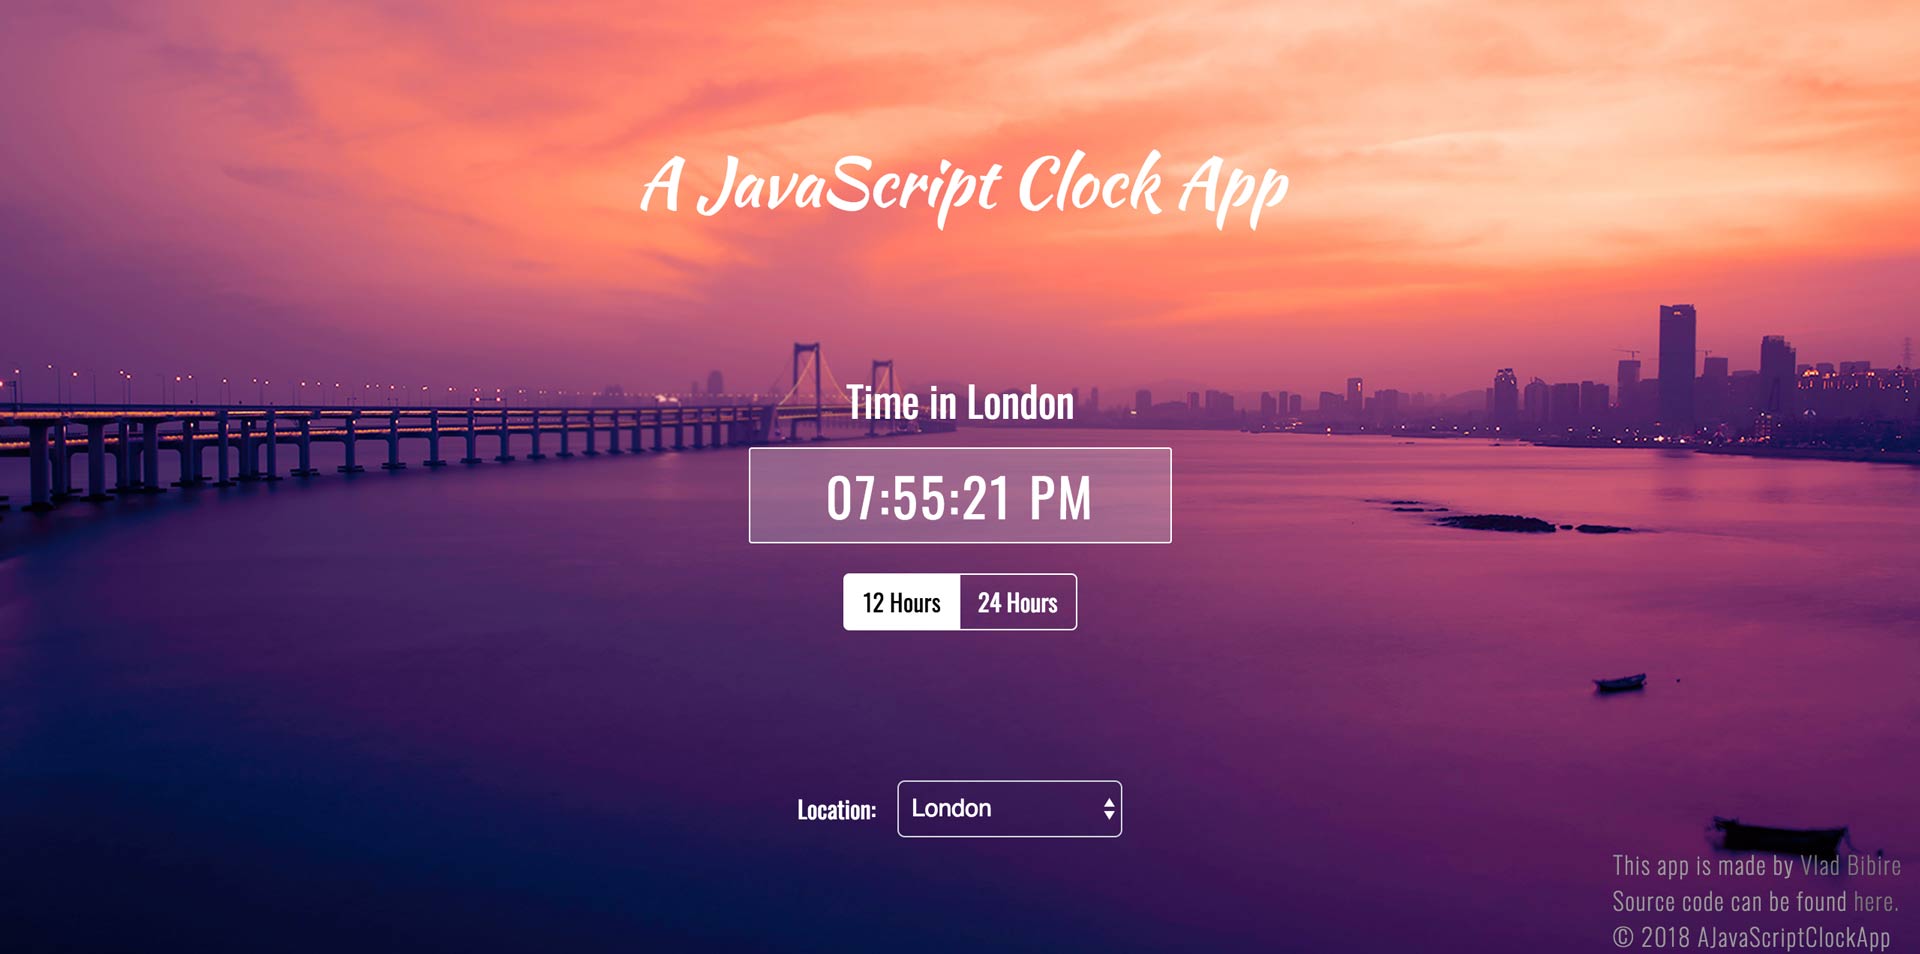 A JavaScript Clock App
Time in London
07:55:21 PM
12 Hours 24 Hours
Location: London
This app is made by Vlad Bibire
Source code can be found here.
© 2018 AJavaScriptClockApp